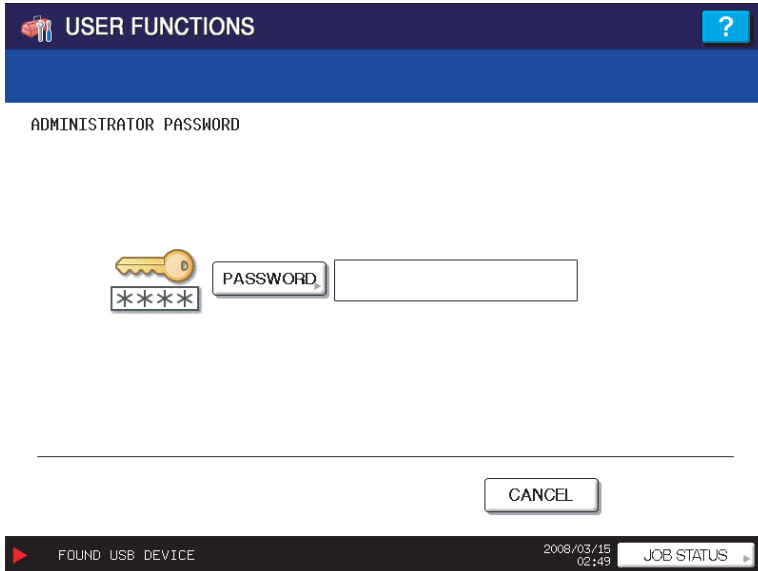 USER FUNCTIONS
?
ADMINISTRATOR PASSWORD
PASSWORD
****
FOUND USB DEVICE
CANCEL
2008/03/15
02:49
JOB STATUS